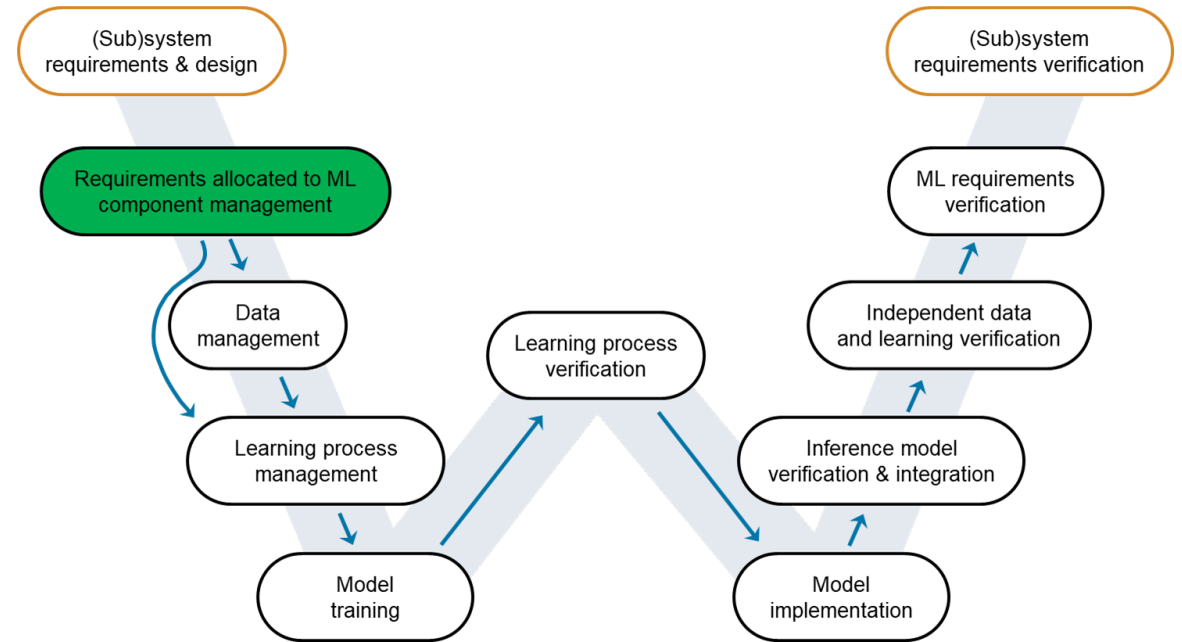 (Sub)system
requirements & design
(Sub)system
requirements verification
Requirements allocated to ML
component management
ML requirements
verification
Data
management
Independent data
and learning verification
Learning process
verification
Learning process
management
Inference model
verification & integration
Model
training
Model
implementation